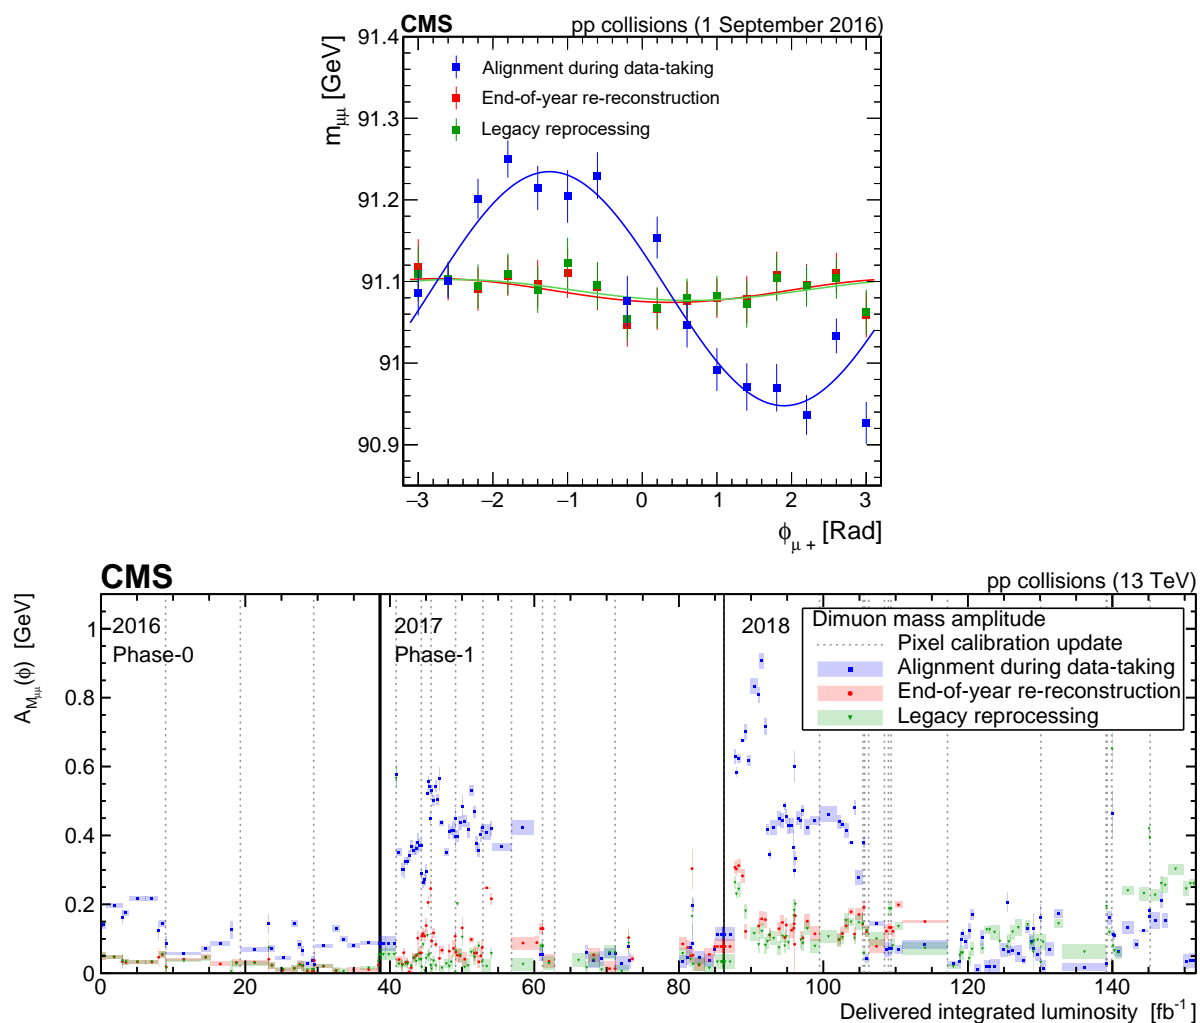 CMS pp collisions (1 September 2016)
m_μμ [GeV]
91.4
91.3
91.2
91.1
91
90.9
Alignment during data-taking
End-of-year re-reconstruction
Legacy reprocessing
−3 −2 −1 0 1 2 3
ϕ_μ+ [Rad]
CMS pp collisions (13 TeV)
A_{M_μμ}(ϕ) [GeV]
1
0.8
0.6
0.4
0.2
0
2016
Phase-0
2017
Phase-1
2018
Dimuon mass amplitude
Pixel calibration update
Alignment during data-taking
End-of-year re-reconstruction
Legacy reprocessing
0 20 40 60 80 100 120 140
Delivered integrated luminosity [fb⁻¹]